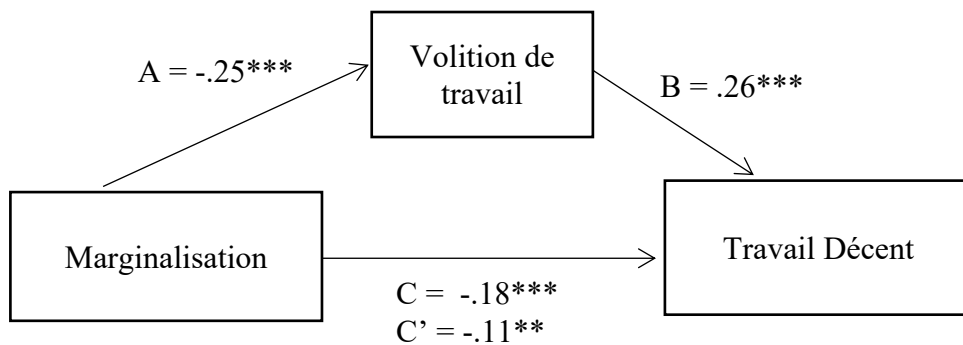 Volition de
travail
A = -.25***
B = .26***
Marginalisation
Travail Décent
C = -.18***
C’ = -.11**